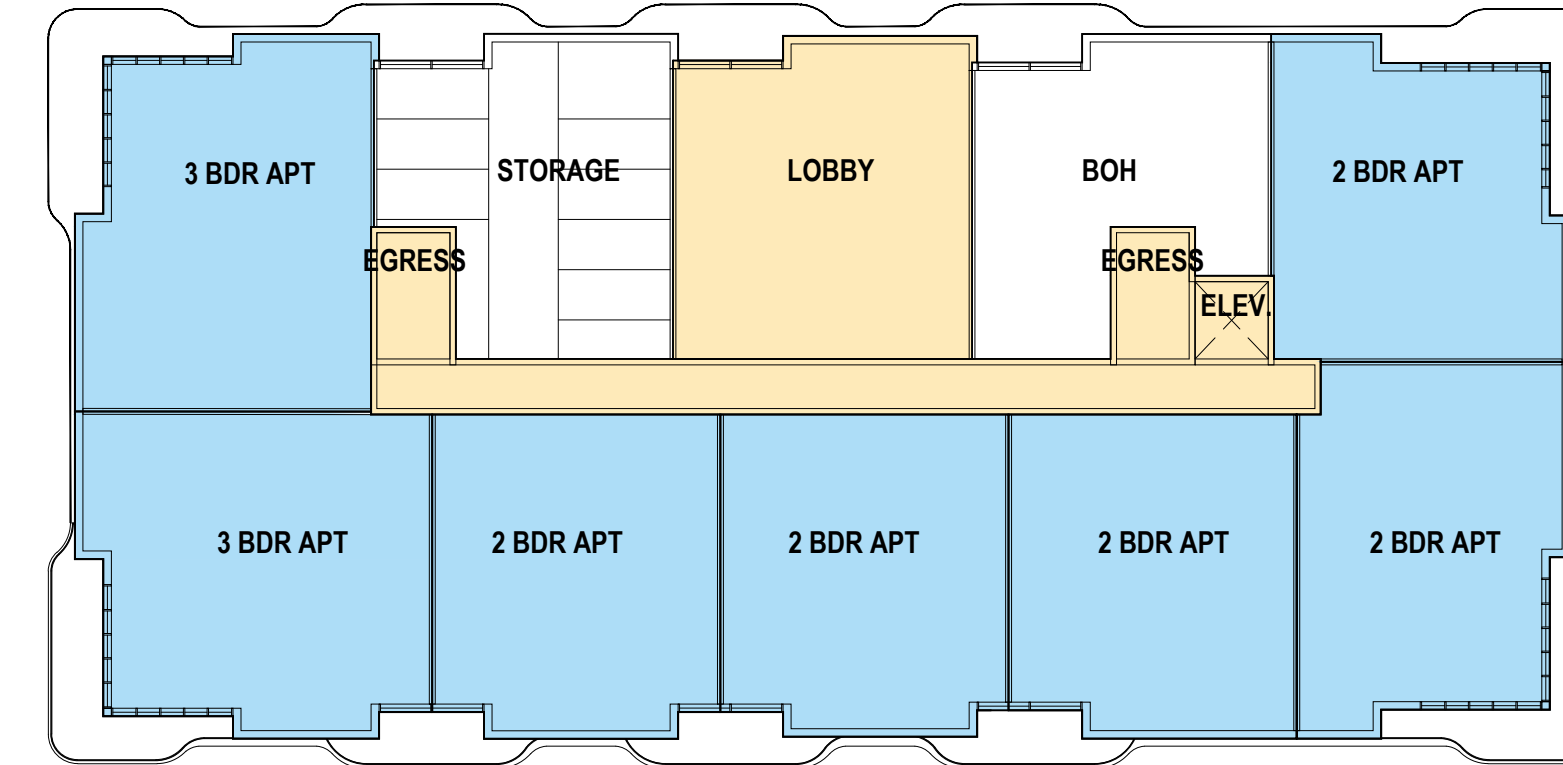 3 BDR APT
STORAGE
LOBBY
BOH
2 BDR APT
EGRESS
EGRESS
ELEV.
3 BDR APT
2 BDR APT
2 BDR APT
2 BDR APT
2 BDR APT